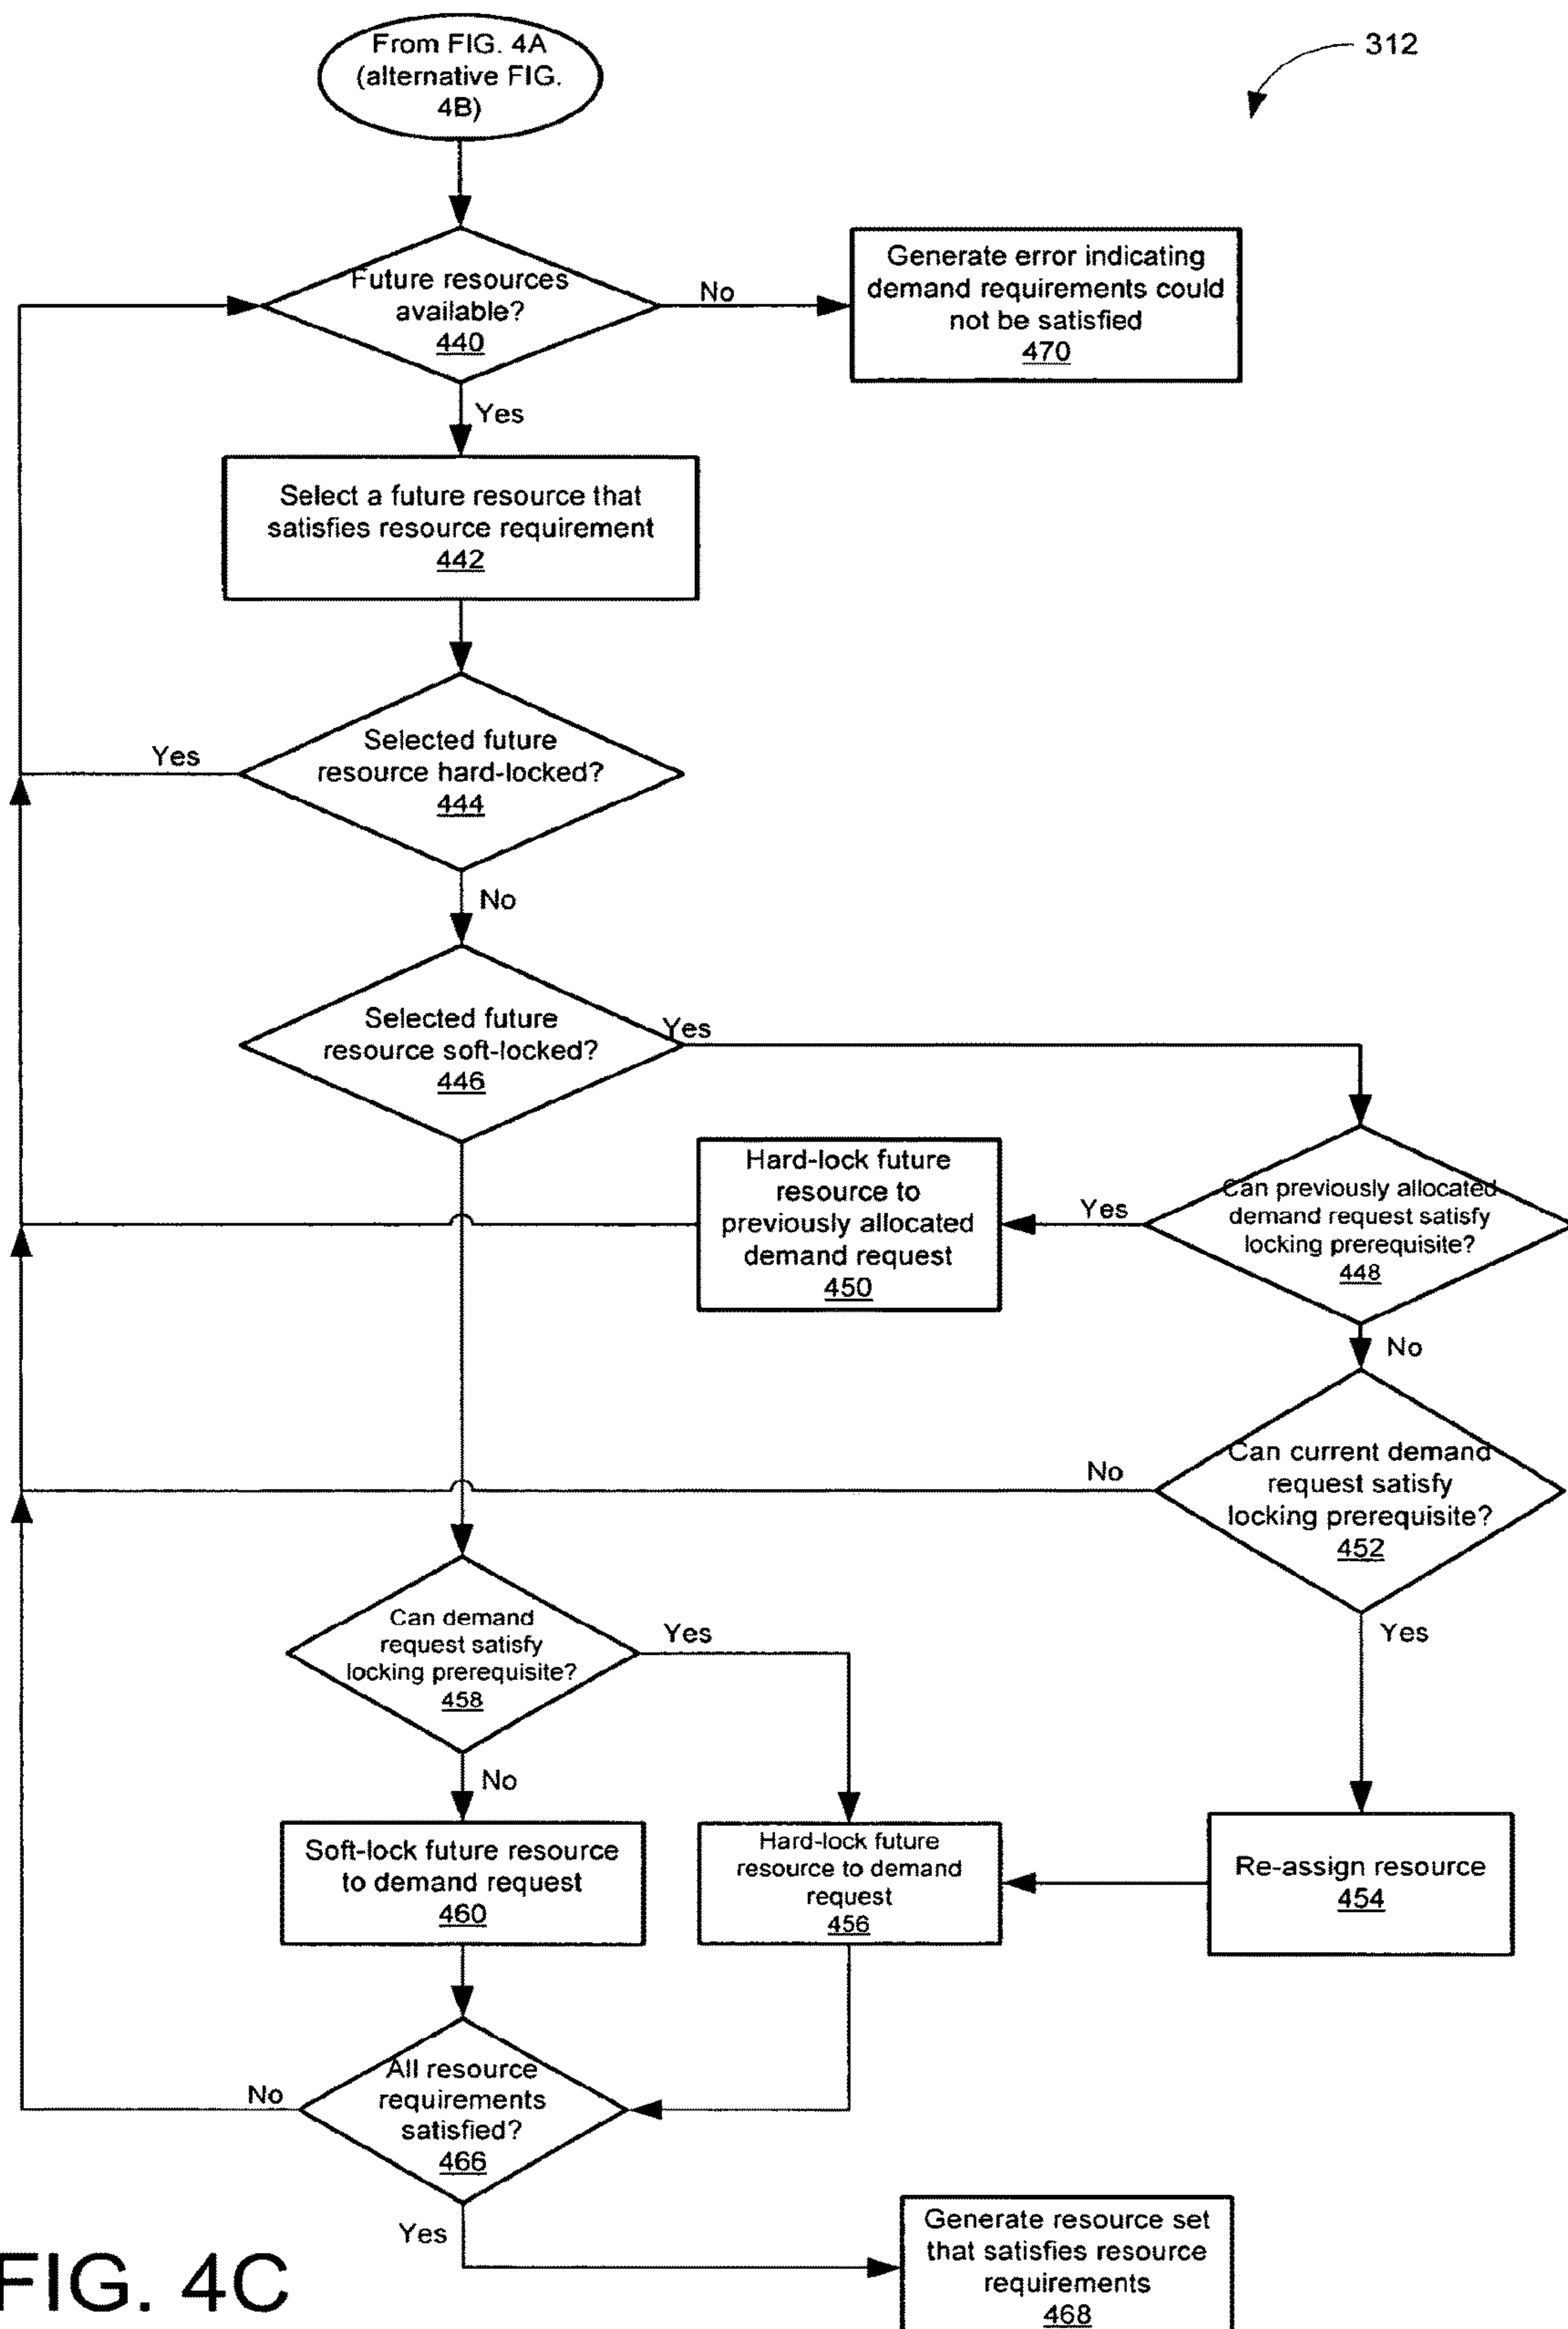 From FIG. 4A
(alternative FIG.
4B)
312
Future resources
available?
440
No
Generate error indicating
demand requirements could
not be satisfied
470
Yes
Select a future resource that
satisfies resource requirement
442
Selected future
resource hard-locked?
444
Yes
No
Selected future
resource soft-locked?
446
Yes
Can previously allocated
demand request satisfy
locking prerequisite?
448
Yes
Hard-lock future
resource to
previously allocated
demand request
450
No
Can current demand
request satisfy
locking prerequisite?
452
No
Yes
Can demand
request satisfy
locking prerequisite?
458
Yes
No
Soft-lock future resource
to demand request
460
Hard-lock future
resource to demand
request
456
Re-assign resource
454
All resource
requirements
satisfied?
466
No
Yes
Generate resource set
that satisfies resource
requirements
468
FIG. 4C